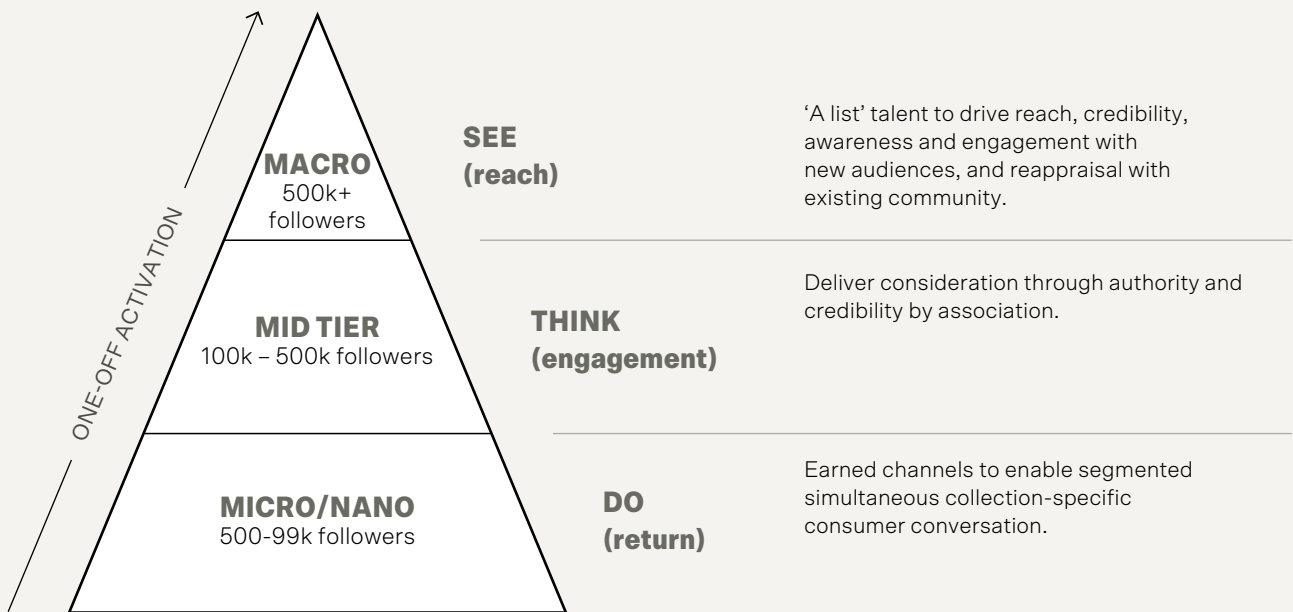 ONE-OFF ACTIVATION
MACRO
500k+
followers
SEE
(reach)
‘A list’ talent to drive reach, credibility,
awareness and engagement with
new audiences, and reappraisal with
existing community.
MID TIER
100k – 500k followers
THINK
(engagement)
Deliver consideration through authority and
credibility by association.
MICRO/NANO
500-99k followers
DO
(return)
Earned channels to enable segmented
simultaneous collection-specific
consumer conversation.